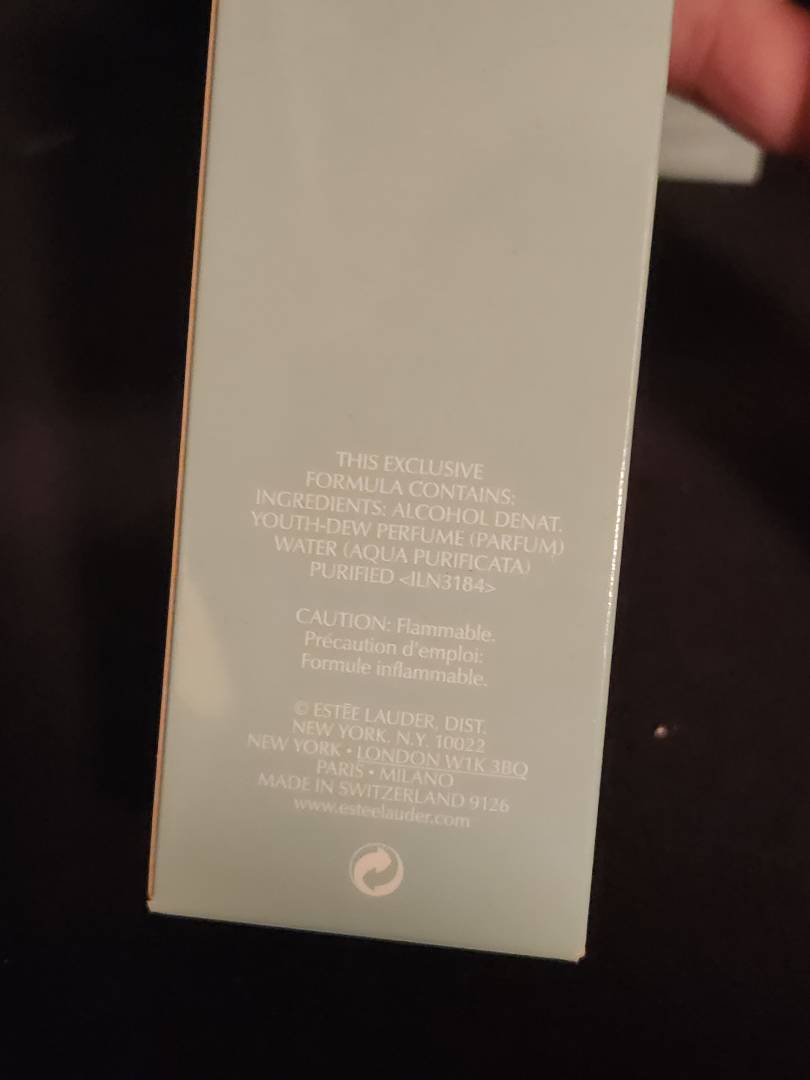 THIS EXCLUSIVE
FORMULA CONTAINS:
INGREDIENTS: ALCOHOL DENAT.
YOUTH-DEW PERFUME (PARFUM)
WATER (AQUA PURIFICATA)
PURIFIED <ILN3184>
CAUTION: Flammable.
Précaution d'emploi:
Formule inflammable.
© ESTĒE LAUDER, DIST.
NEW YORK, N.Y. 10022
NEW YORK • LONDON W1K 3BQ
PARIS • MILANO
MADE IN SWITZERLAND 9126
www.esteelauder.com